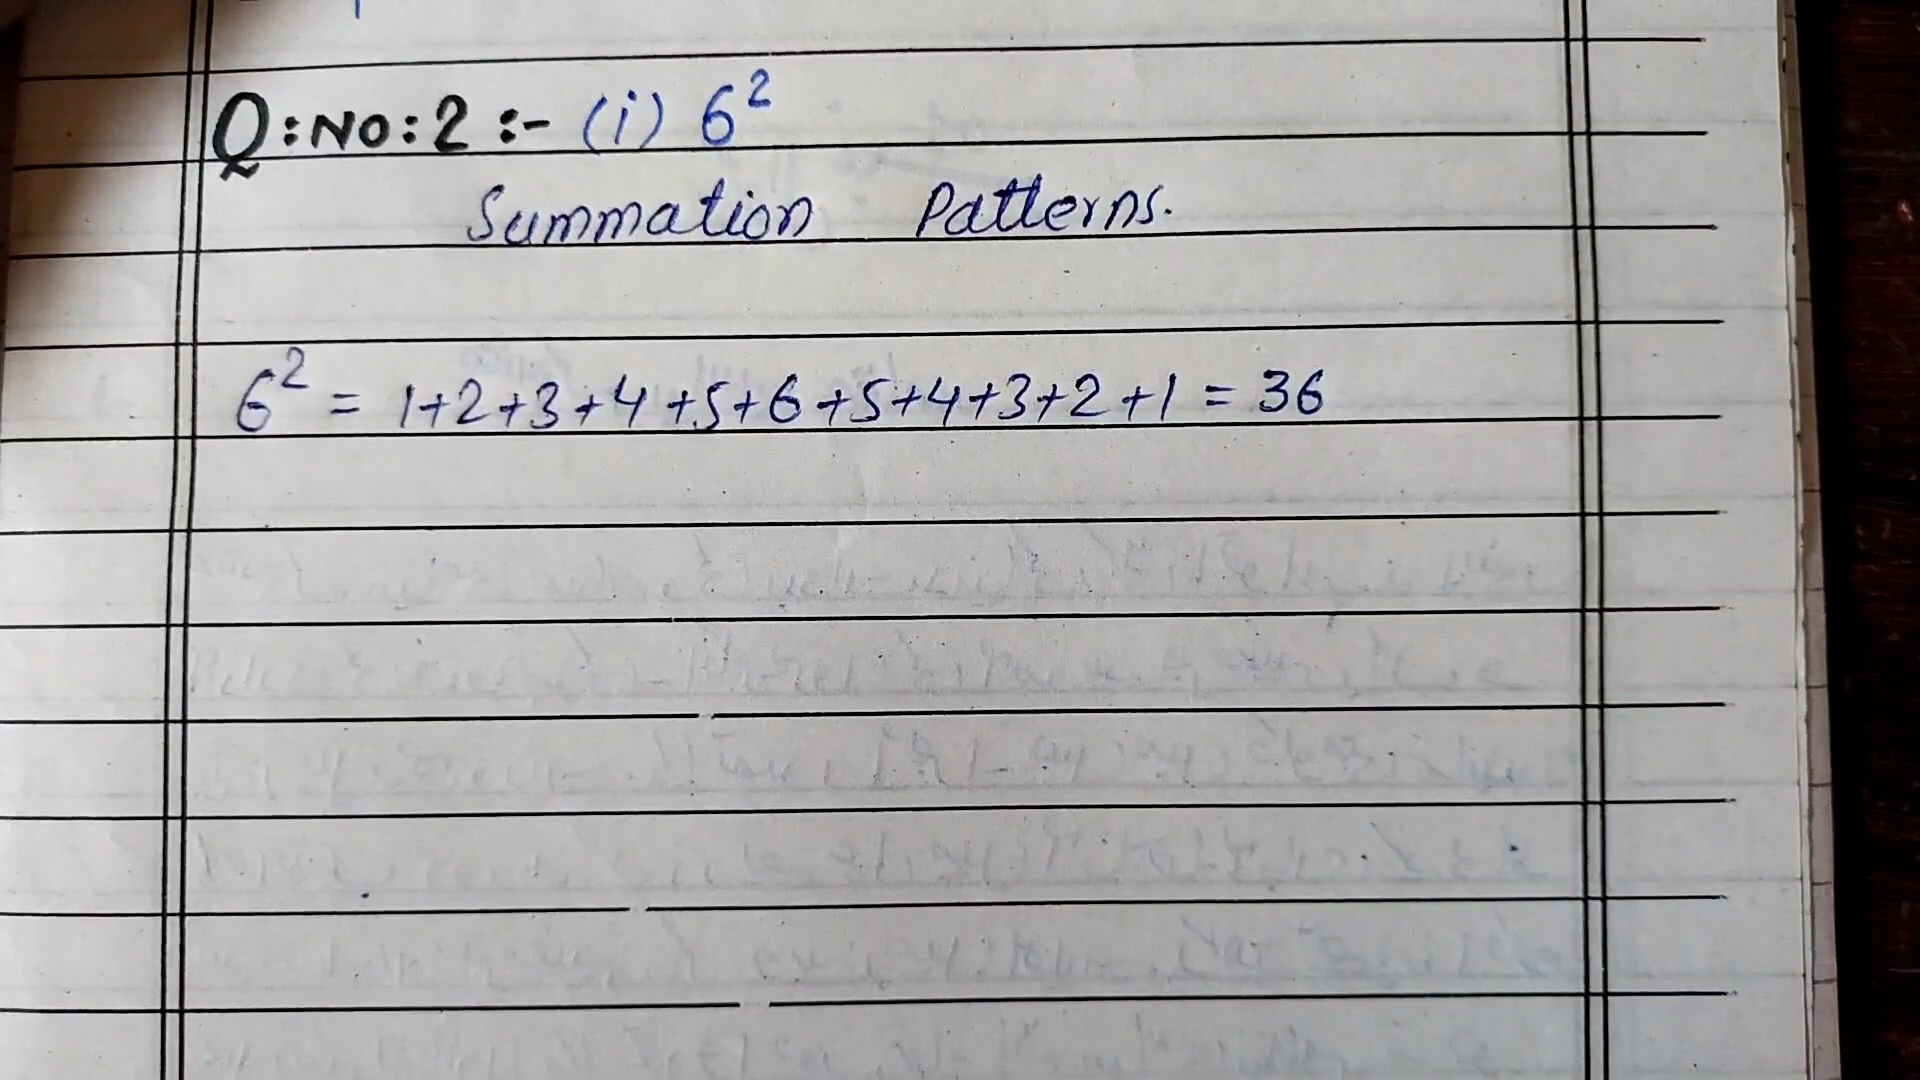 Q:NO:2 :- (i) 6²
Summation Patterns.
6² = 1+2+3+4+5+6+5+4+3+2+1 = 36